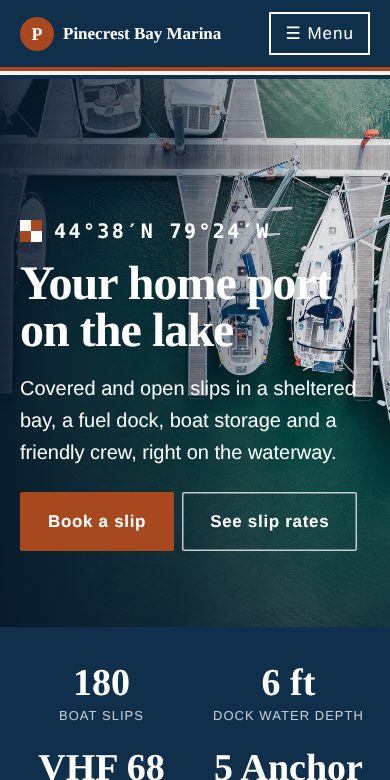 P Pinecrest Bay Marina ☰ Menu
44°38′N 79°24′W
Your home port
on the lake
Covered and open slips in a sheltered
bay, a fuel dock, boat storage and a
friendly crew, right on the waterway.
Book a slip See slip rates
180 6 ft
BOAT SLIPS DOCK WATER DEPTH
VHF 68 5 Anchor